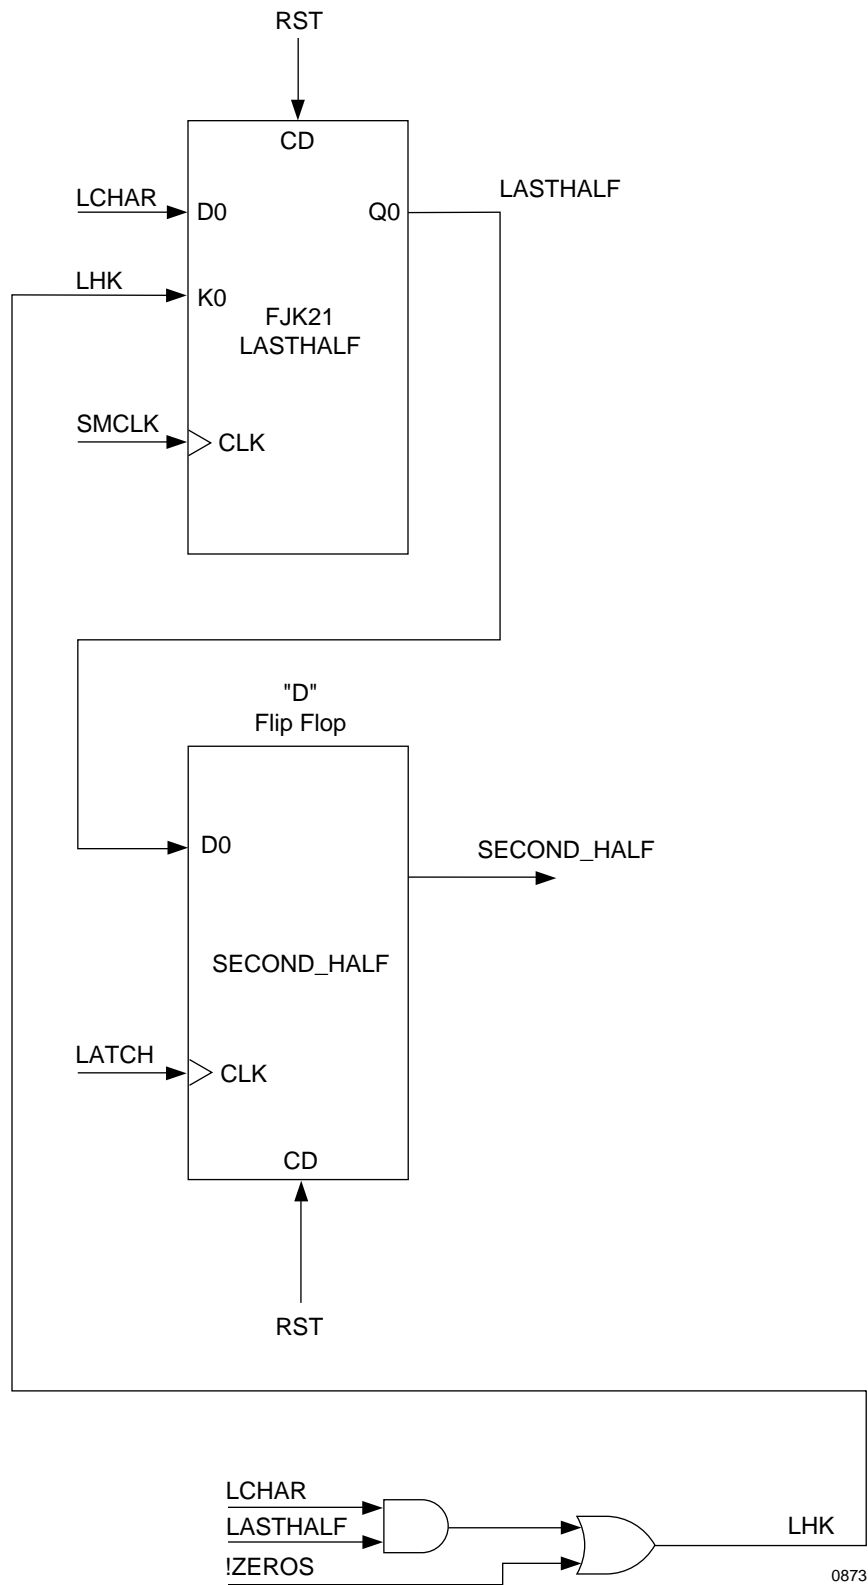 RST
CD
LCHAR
D0
Q0
LASTHALF
LHK
K0
FJK21
LASTHALF
SMCLK
CLK
"D"
Flip Flop
D0
SECOND_HALF
SECOND_HALF
LATCH
CLK
CD
RST
LCHAR
LASTHALF
!ZEROS
LHK
0873